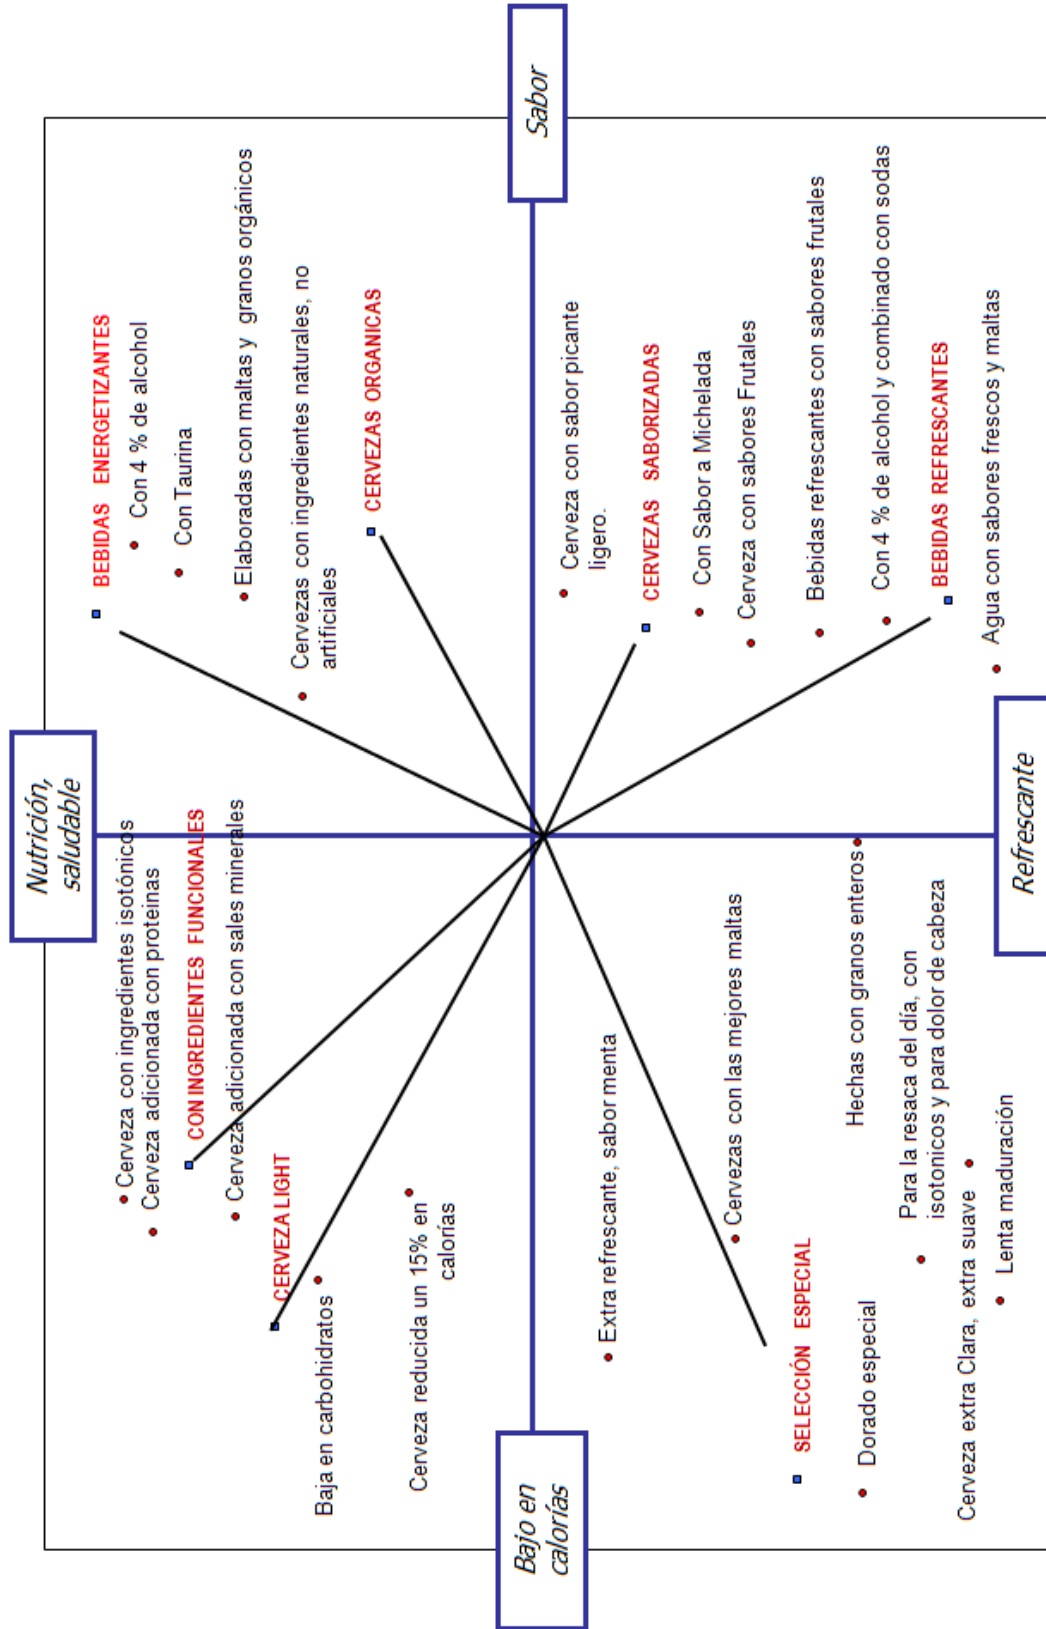 Nutrición,
saludable
Cerveza con ingredientes isotónicos
Cerveza adicionada con proteinas
CON INGREDIENTES FUNCIONALES
Cerveza adicionada con sales minerales
CERVEZA LIGHT
Baja en carbohidratos
Cerveza reducida un 15% en
calorías
BEBIDAS ENERGETIZANTES
Con 4 % de alcohol
Con Taurina
Elaboradas con maltas y granos orgánicos
Cervezas con ingredientes naturales, no
artificiales
CERVEZAS ORGANICAS
Bajo en
calorías
Sabor
Extra refrescante, sabor menta
Cervezas con las mejores maltas
SELECCIÓN ESPECIAL
Dorado especial
Hechas con granos enteros
Para la resaca del día, con
isotonicos y para dolor de cabeza
Cerveza extra Clara, extra suave
Lenta maduración
Cerveza con sabor picante
ligero.
CERVEZAS SABORIZADAS
Con Sabor a Michelada
Cerveza con sabores Frutales
Bebidas refrescantes con sabores frutales
Con 4 % de alcohol y combinado con sodas
BEBIDAS REFRESCANTES
Agua con sabores frescos y maltas
Refrescante